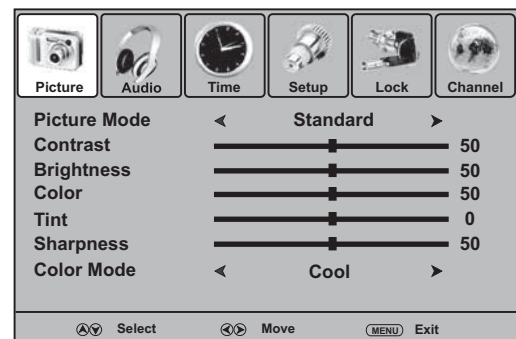 Picture Audio Time Setup Lock Channel
Picture Mode Standard
Contrast 50
Brightness 50
Color 50
Tint 0
Sharpness 50
Color Mode Cool
Select Move MENU Exit